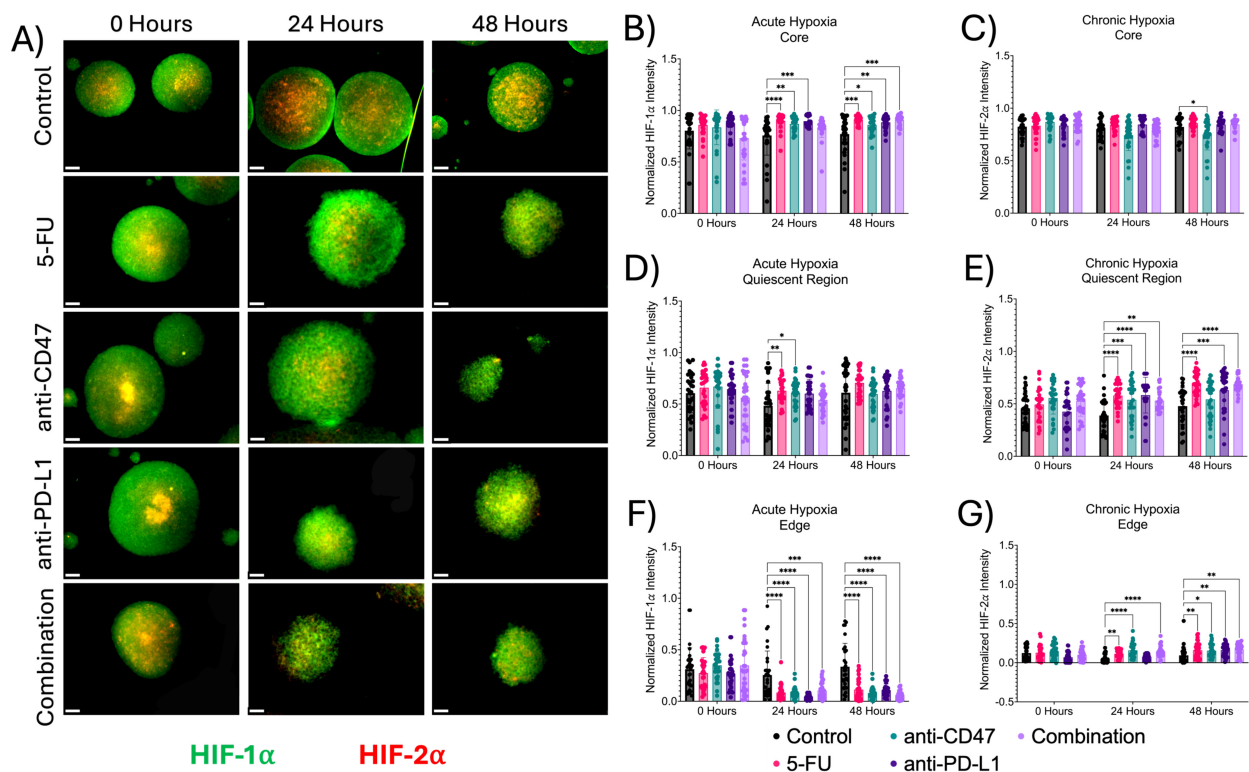 A)
0 Hours
24 Hours
48 Hours
Control
5-FU
anti-CD47
anti-PD-L1
Combination
HIF-1α
HIF-2α
B)
Acute Hypoxia
Core
Normalized HIF-1α Intensity
1.5
1.0
0.5
0.0
0 Hours
24 Hours
48 Hours
****
**
***
***
*
**
***
C)
Chronic Hypoxia
Core
Normalized HIF-2α Intensity
1.5
1.0
0.5
0.0
0 Hours
24 Hours
48 Hours
*
D)
Acute Hypoxia
Quiescent Region
Normalized HIF-1α Intensity
1.5
1.0
0.5
0.0
0 Hours
24 Hours
48 Hours
**
*
E)
Chronic Hypoxia
Quiescent Region
Normalized HIF-2α Intensity
1.5
1.0
0.5
0.0
0 Hours
24 Hours
48 Hours
****
***
****
**
****
***
****
F)
Acute Hypoxia
Edge
Normalized HIF-1α Intensity
1.5
1.0
0.5
0.0
0 Hours
24 Hours
48 Hours
****
****
****
***
****
****
****
****
G)
Chronic Hypoxia
Edge
Normalized HIF-2α Intensity
1.5
1.0
0.5
0.0
-0.5
0 Hours
24 Hours
48 Hours
**
****
****
**
*
**
**
Control
anti-CD47
Combination
5-FU
anti-PD-L1